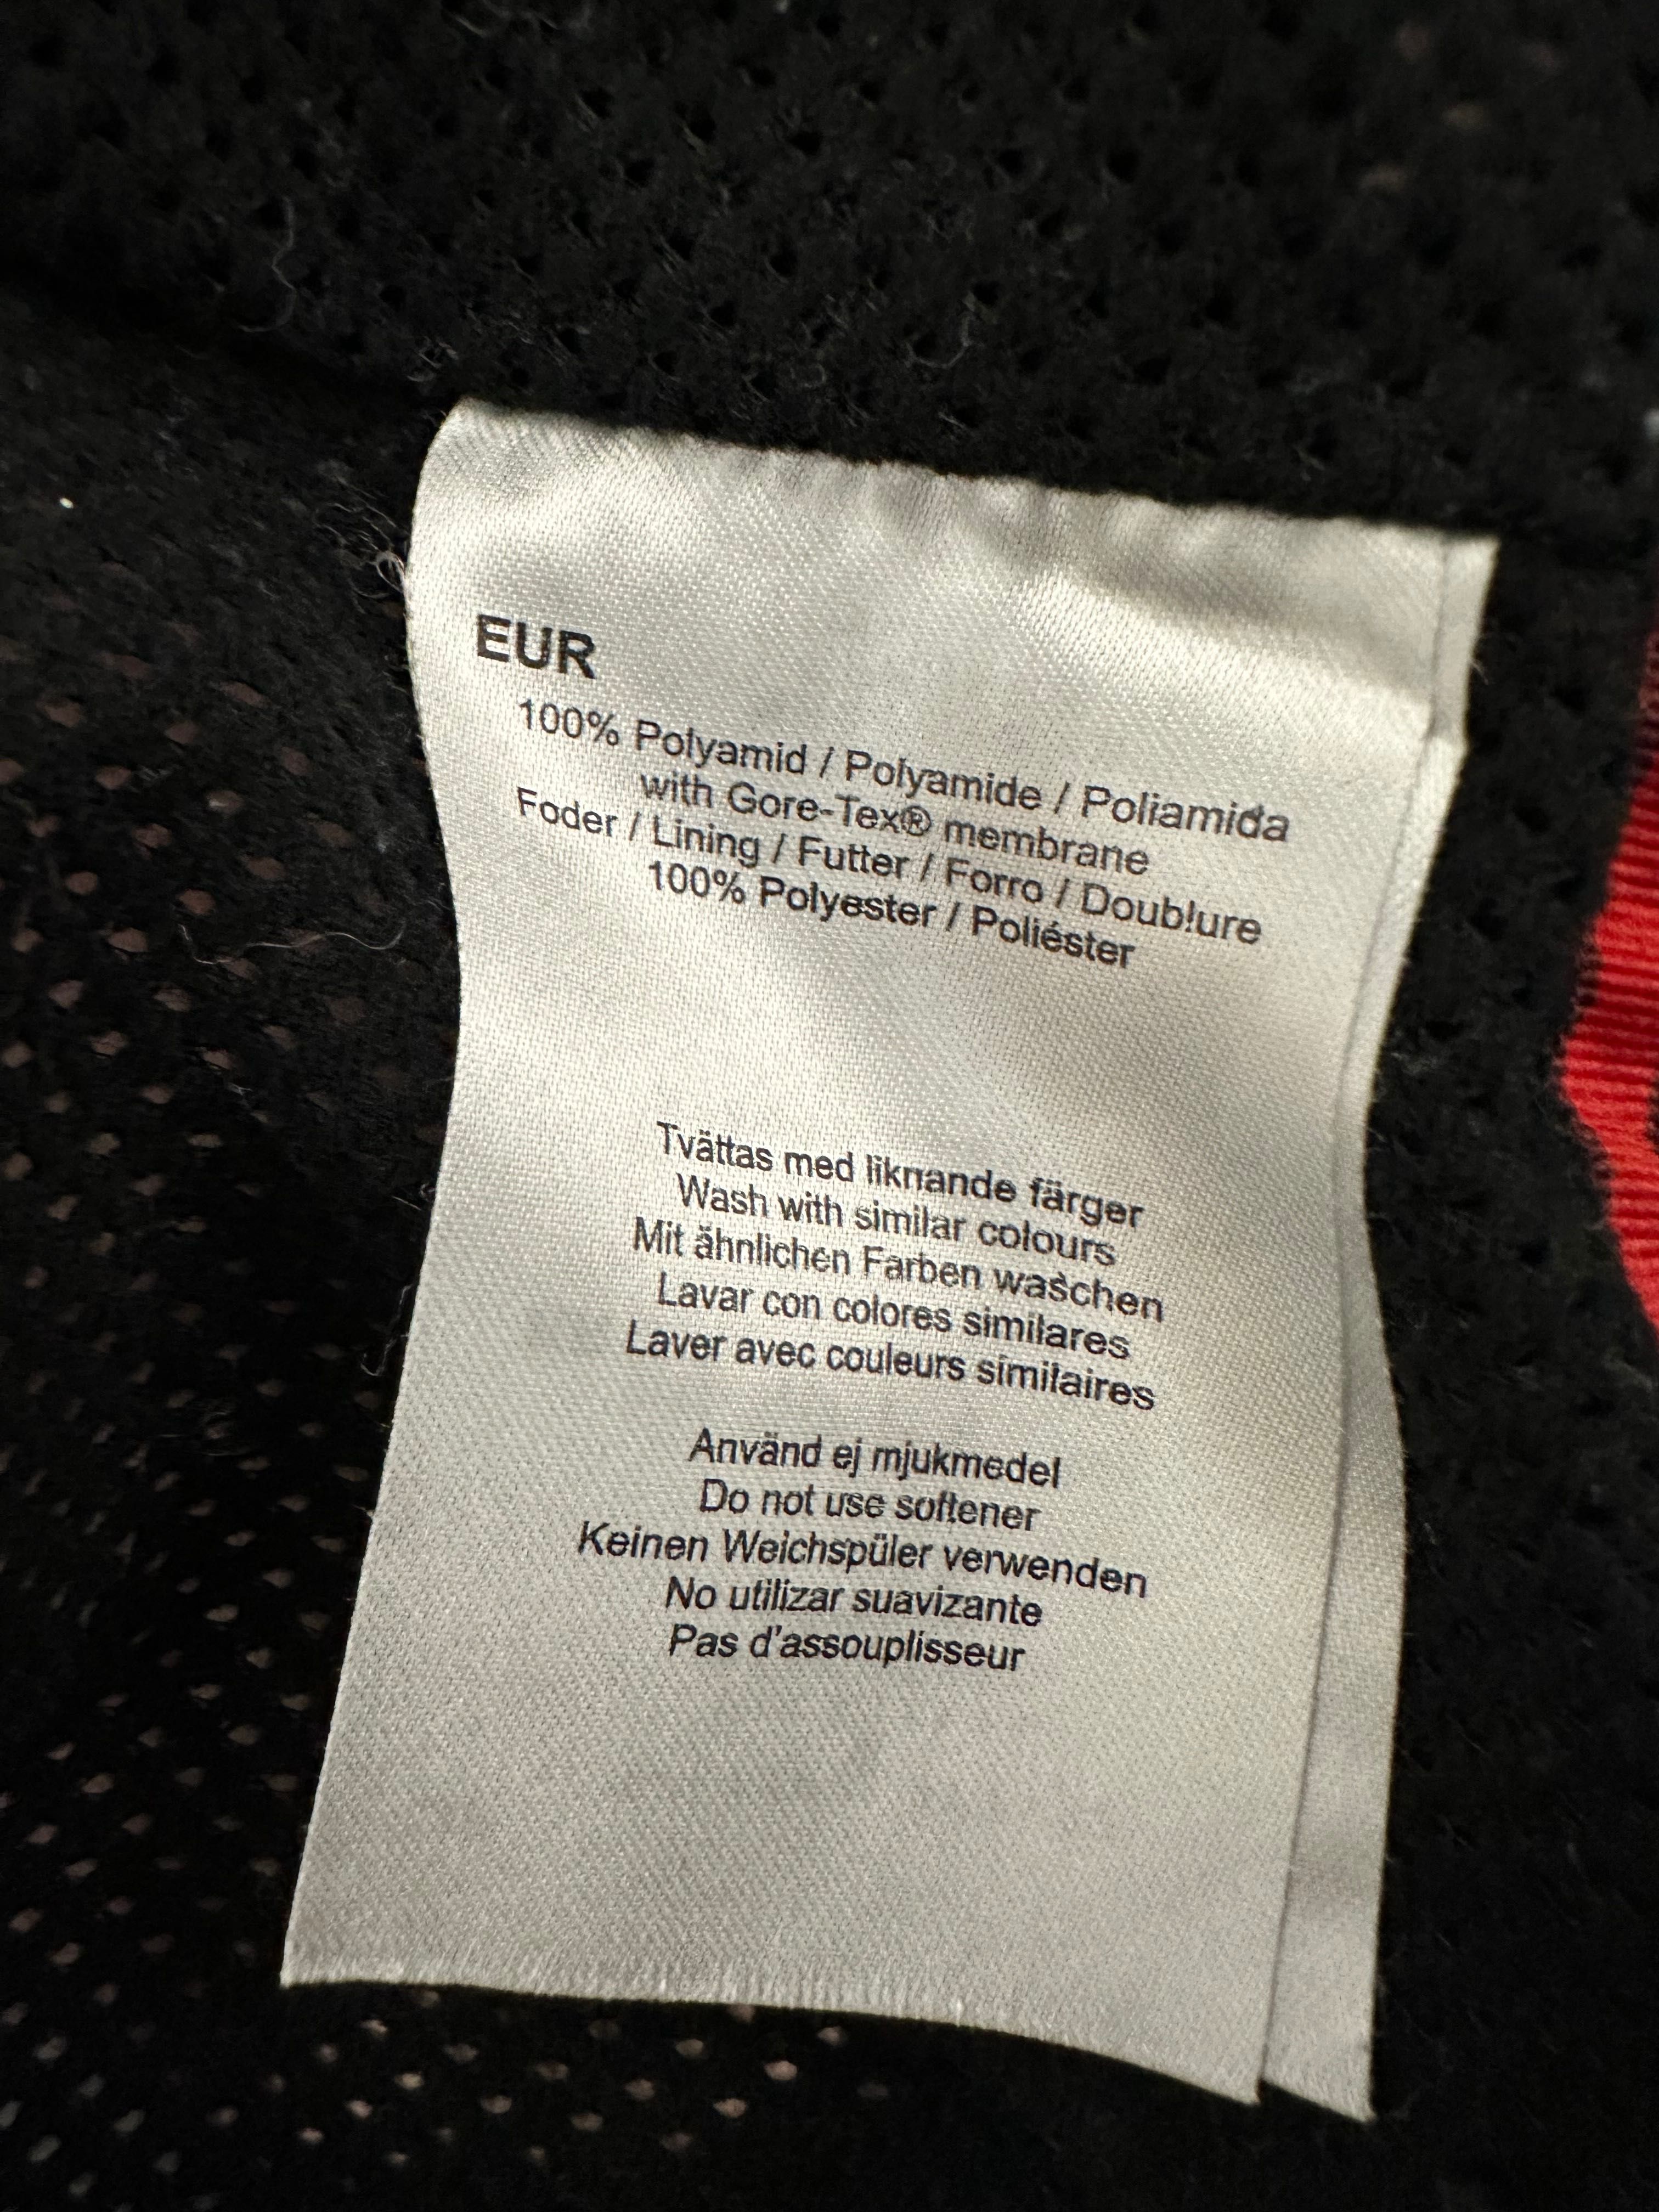 EUR
100% Polyamid / Polyamide / Poliamida
with Gore-Tex® membrane
Foder / Lining / Futter / Forro / Doublure
100% Polyester / Poliéster
Tvättas med liknande färger
Wash with similar colours
Mit ähnlichen Farben waschen
Lavar con colores similares
Laver avec couleurs similaires
Använd ej mjukmedel
Do not use softener
Keinen Weichspüler verwenden
No utilizar suavizante
Pas d'assouplisseur